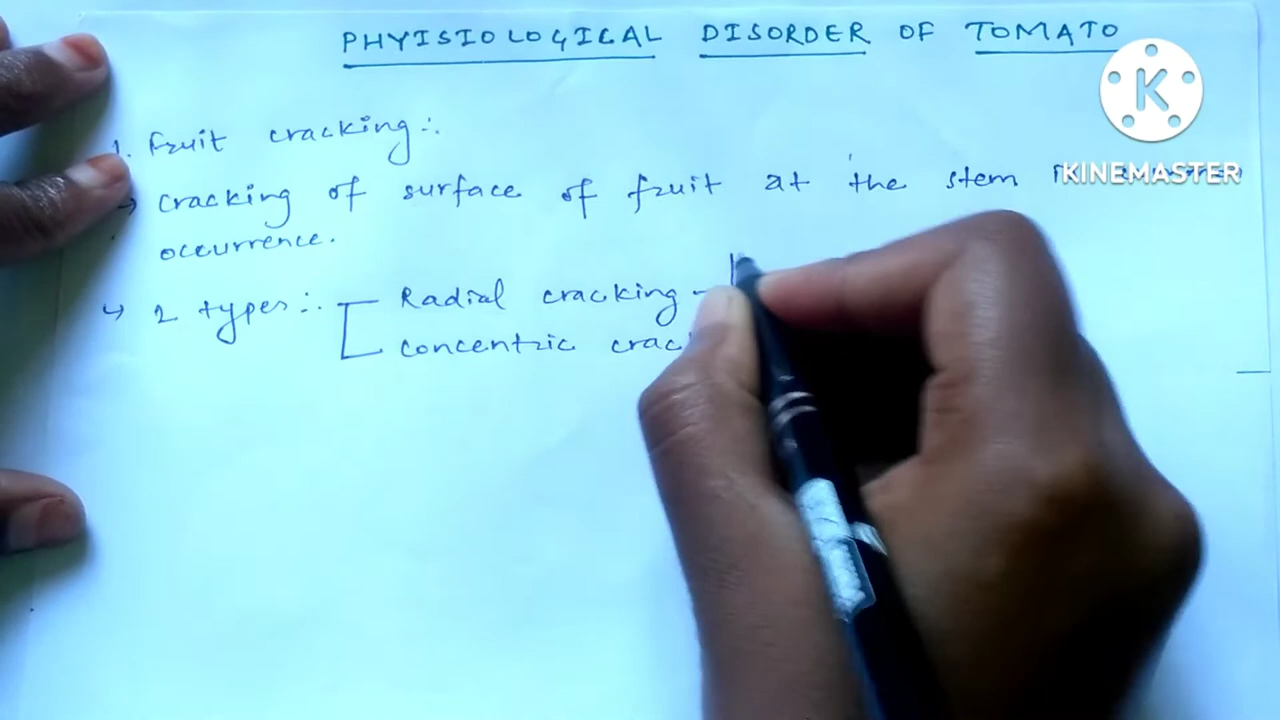 PHYISIOLOGICAL DISORDER OF TOMATO
K
KINEMASTER
1. Fruit cracking :.
→ Cracking of surface of fruit at the stem
occurrence.
↳ 2 types :. Radial cracking -
concentric crac